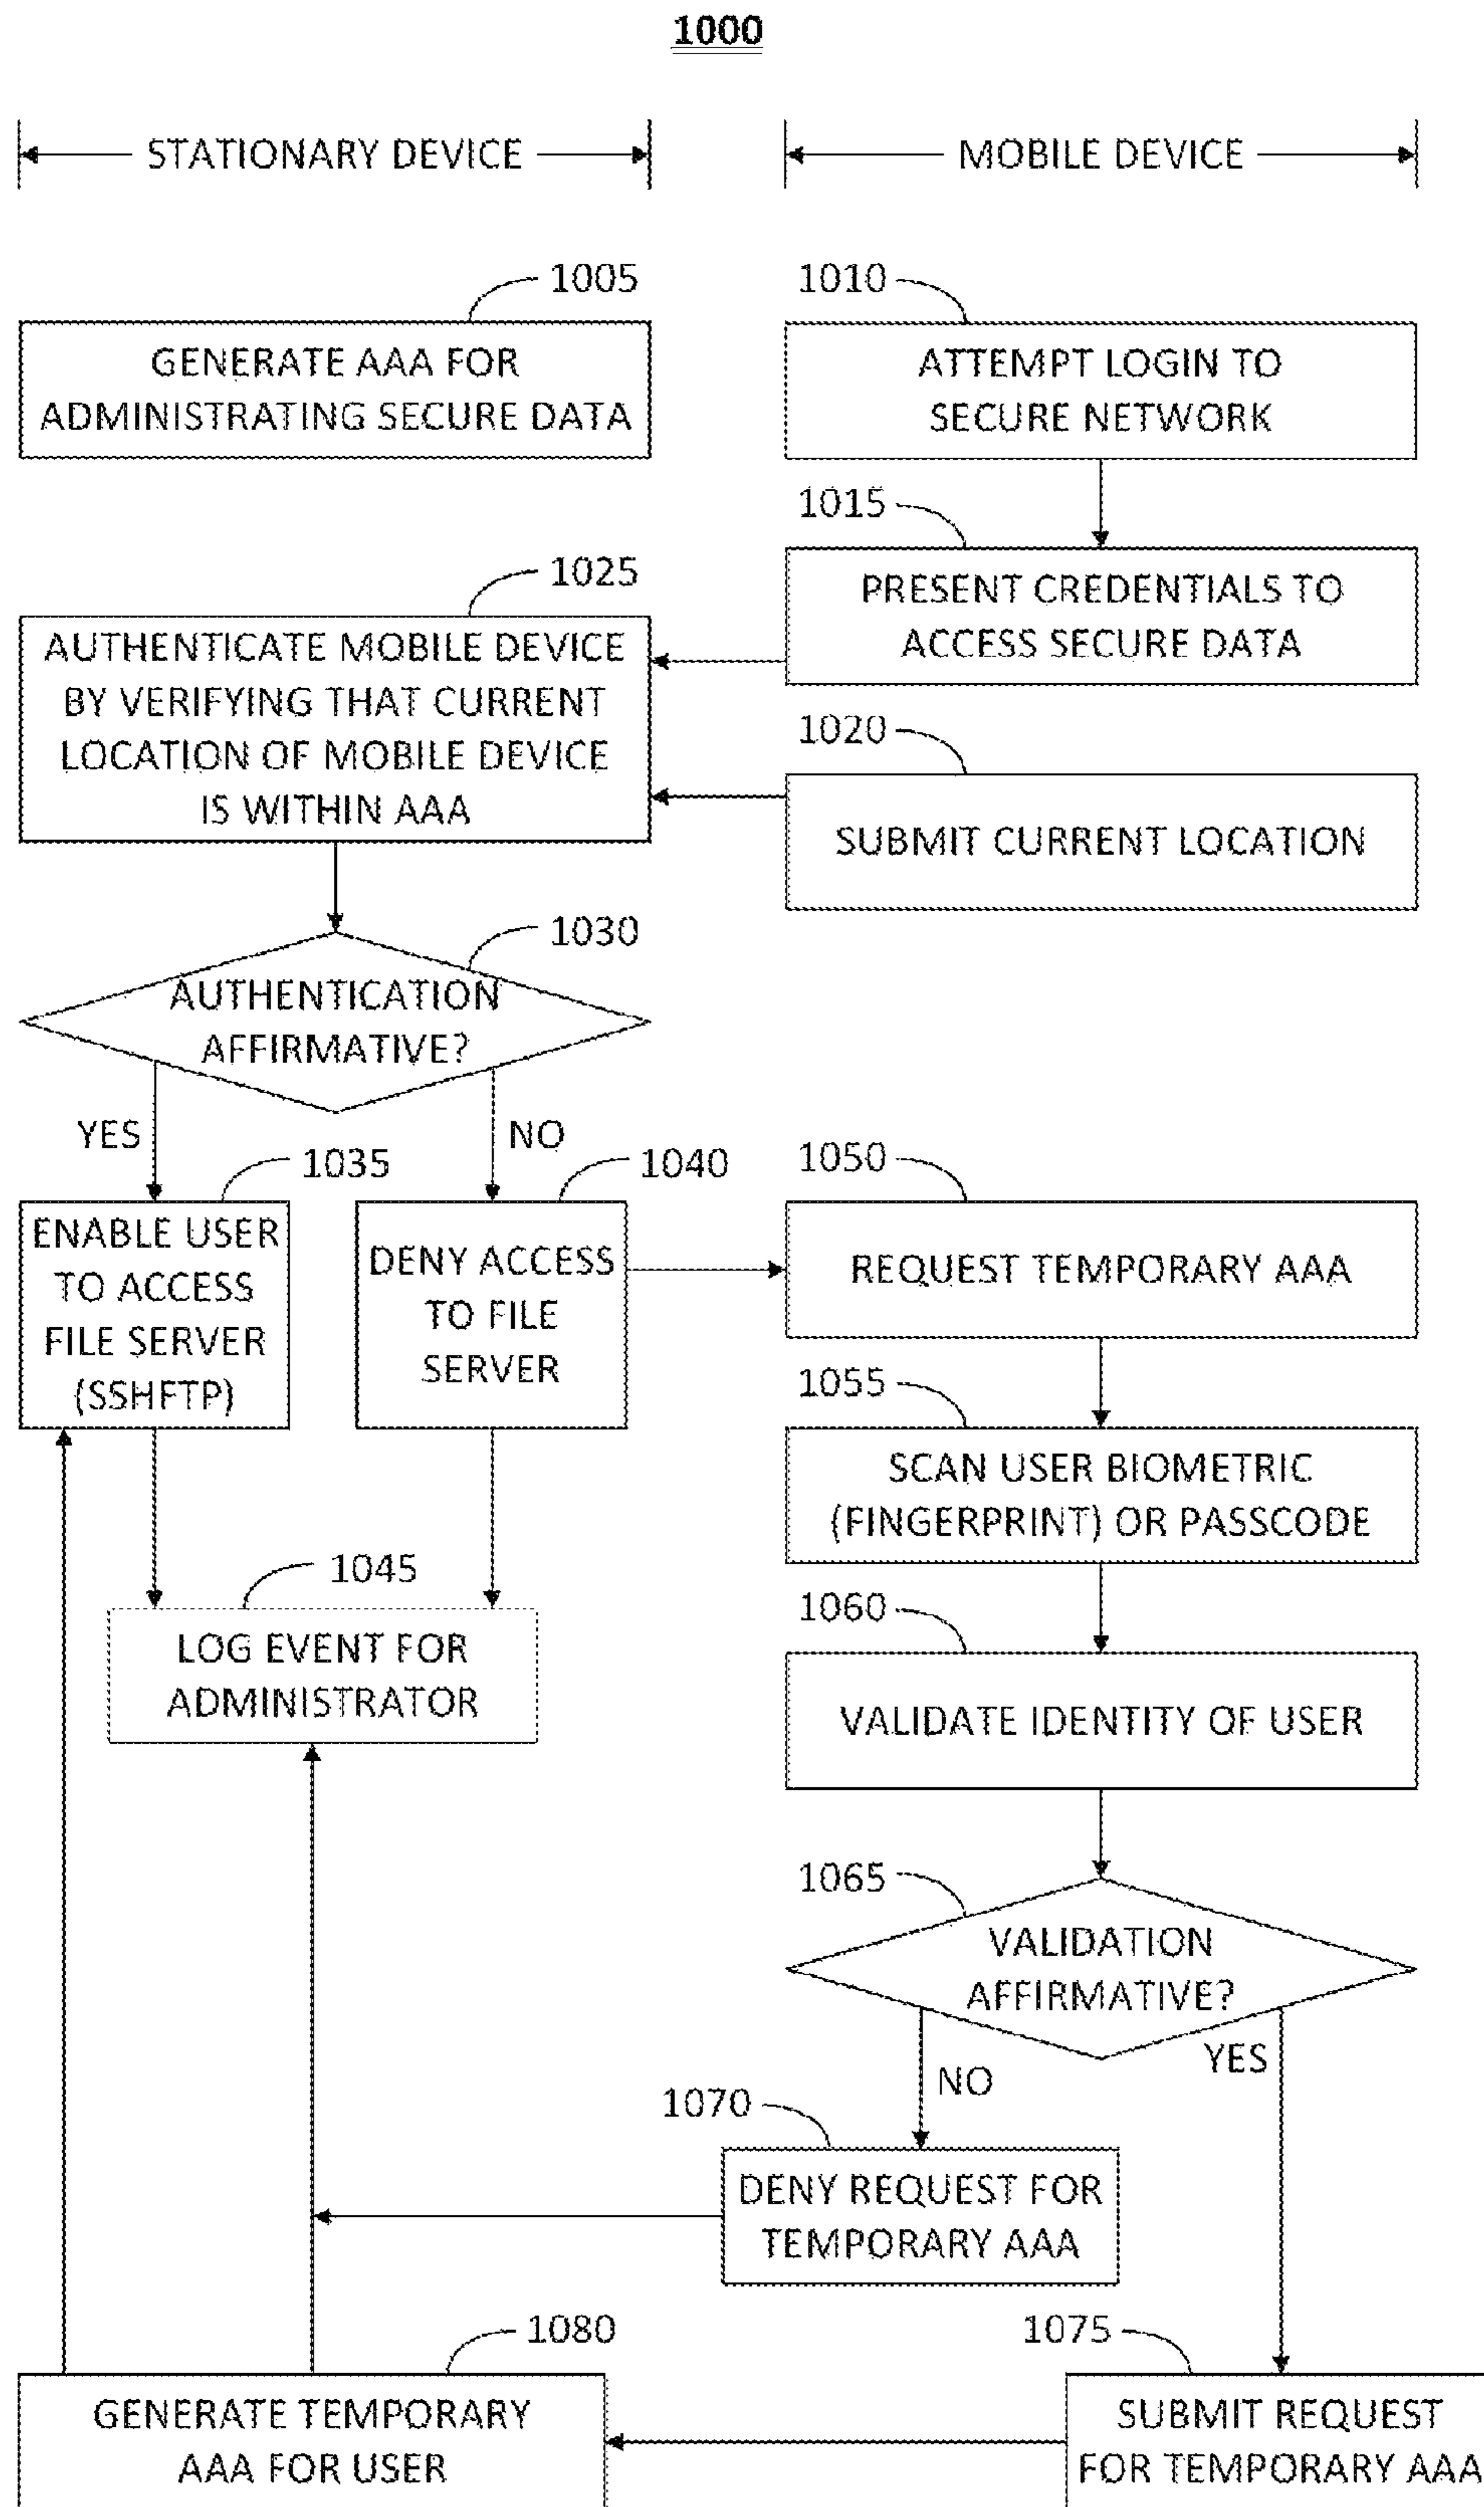 1000
STATIONARY DEVICE
MOBILE DEVICE
1005
GENERATE AAA FOR
ADMINISTRATING SECURE DATA
1010
ATTEMPT LOGIN TO
SECURE NETWORK
1015
PRESENT CREDENTIALS TO
ACCESS SECURE DATA
1025
AUTHENTICATE MOBILE DEVICE
BY VERIFYING THAT CURRENT
LOCATION OF MOBILE DEVICE
IS WITHIN AAA
1020
SUBMIT CURRENT LOCATION
1030
AUTHENTICATION
AFFIRMATIVE?
YES
NO
1035
ENABLE USER
TO ACCESS
FILE SERVER
(SSHFTP)
1040
DENY ACCESS
TO FILE
SERVER
1050
REQUEST TEMPORARY AAA
1055
SCAN USER BIOMETRIC
(FINGERPRINT) OR PASSCODE
1045
LOG EVENT FOR
ADMINISTRATOR
1060
VALIDATE IDENTITY OF USER
1065
VALIDATION
AFFIRMATIVE?
NO
YES
1070
DENY REQUEST FOR
TEMPORARY AAA
1080
GENERATE TEMPORARY
AAA FOR USER
1075
SUBMIT REQUEST
FOR TEMPORARY AAA